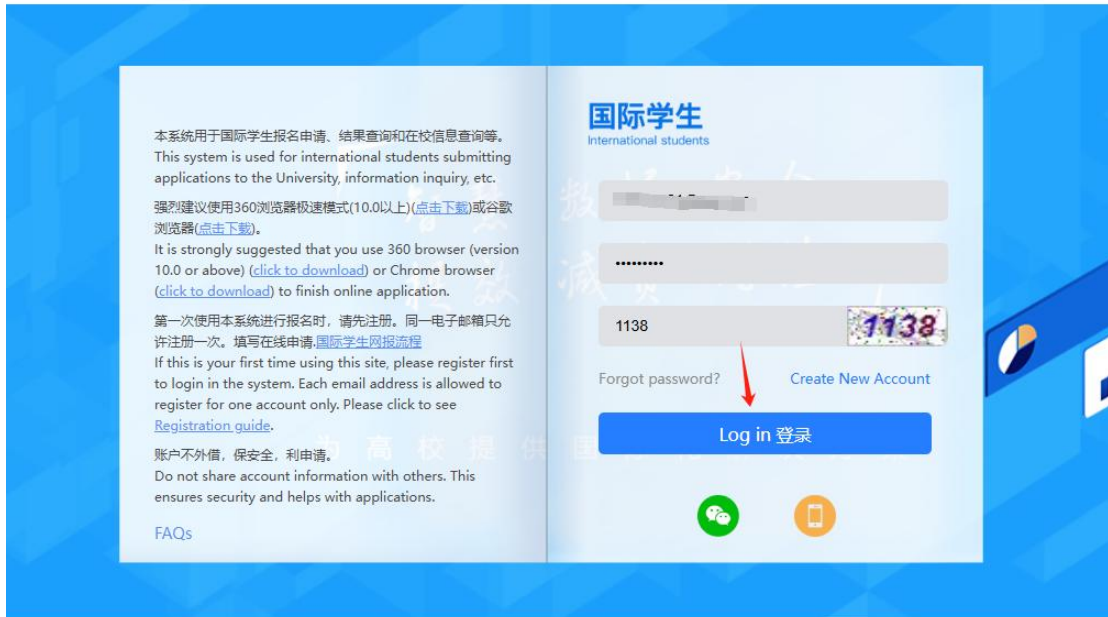 本系统用于国际学生报名申请、结果查询和在校信息查询等。
This system is used for international students submitting
applications to the University, information inquiry, etc.
强烈建议使用360浏览器极速模式(10.0以上)(点击下载)或谷歌
浏览器(点击下载)。
It is strongly suggested that you use 360 browser (version
10.0 or above) (click to download) or Chrome browser
(click to download) to finish online application.
第一次使用本系统进行报名时，请先注册。同一电子邮箱只允
许注册一次。填写在线申请.国际学生网报流程
If this is your first time using this site, please register first
to login in the system. Each email address is allowed to
register for one account only. Please click to see
Registration guide.
账户不外借，保安全，利申请。
Do not share account information with others. This
ensures security and helps with applications.
FAQs
国际学生
International students
•••••••••
1138
1138
Forgot password?
Create New Account
Log in 登录